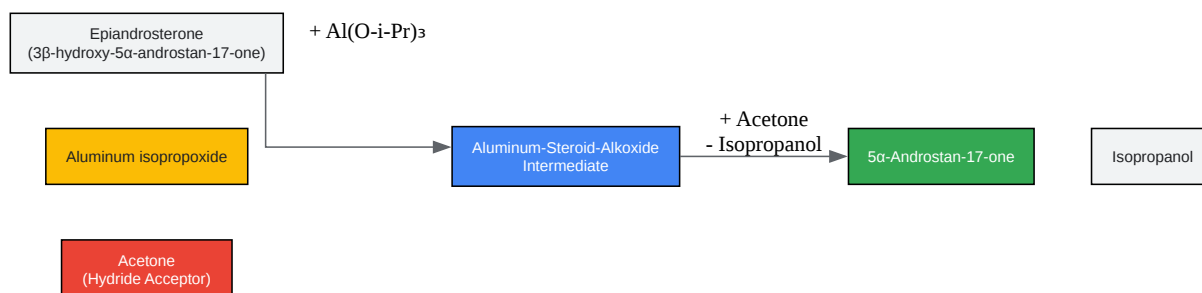 Epiandrosterone
(3β-hydroxy-5α-androstan-17-one)
+ Al(O-i-Pr)₃
Aluminum isopropoxide
Aluminum-Steroid-Alkoxide
Intermediate
+ Acetone
- Isopropanol
5α-Androstan-17-one
Isopropanol
Acetone
(Hydride Acceptor)